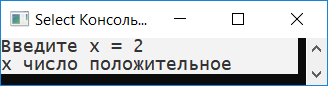 Select Консоль...
Введите x = 2
x число положительное